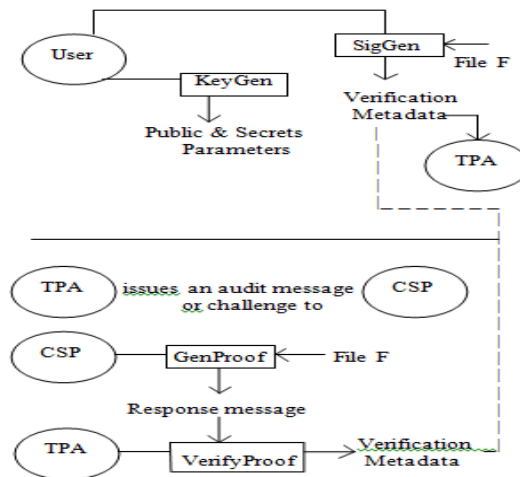 User
SigGen
File F
KeyGen
Verification
Metadata
Public & Secrets
Parameters
TPA
TPA
issues an audit message
or challenge to
CSP
CSP
GenProof
File F
Response message
TPA
VerifyProof
Verification
Metadata